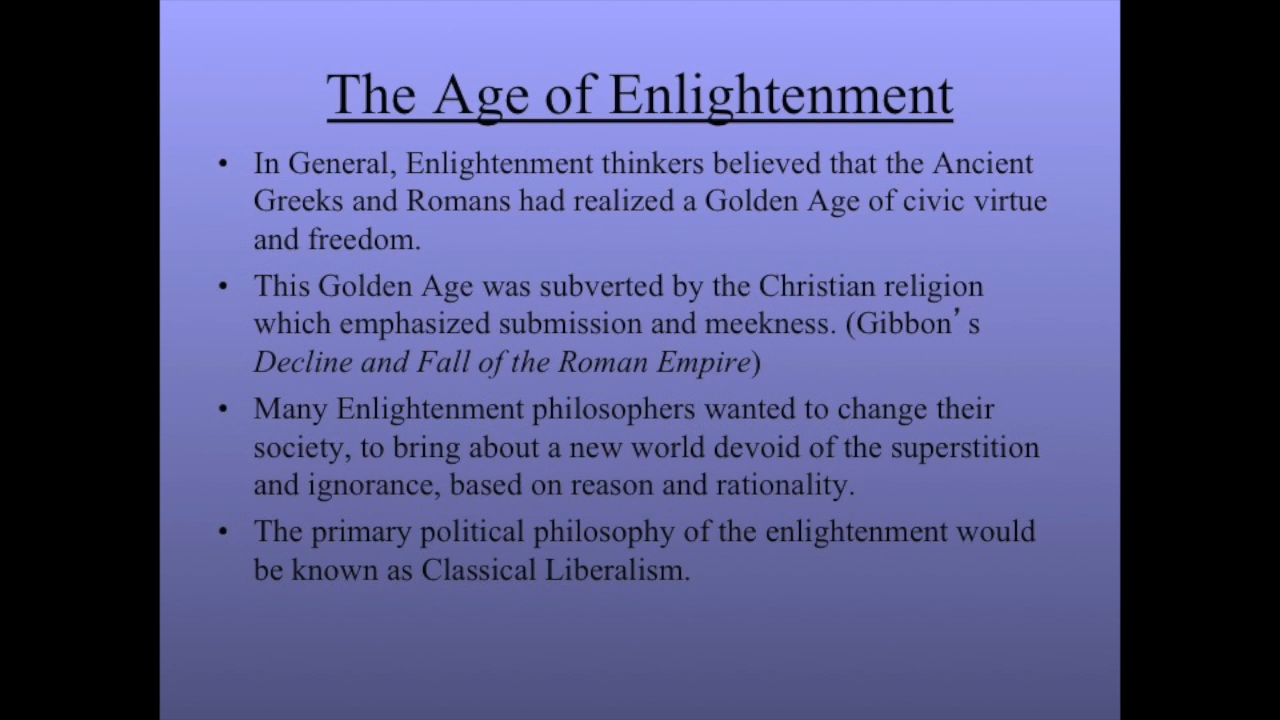 The Age of Enlightenment
• In General, Enlightenment thinkers believed that the Ancient
Greeks and Romans had realized a Golden Age of civic virtue
and freedom.
• This Golden Age was subverted by the Christian religion
which emphasized submission and meekness. (Gibbon’s
Decline and Fall of the Roman Empire)
• Many Enlightenment philosophers wanted to change their
society, to bring about a new world devoid of the superstition
and ignorance, based on reason and rationality.
• The primary political philosophy of the enlightenment would
be known as Classical Liberalism.